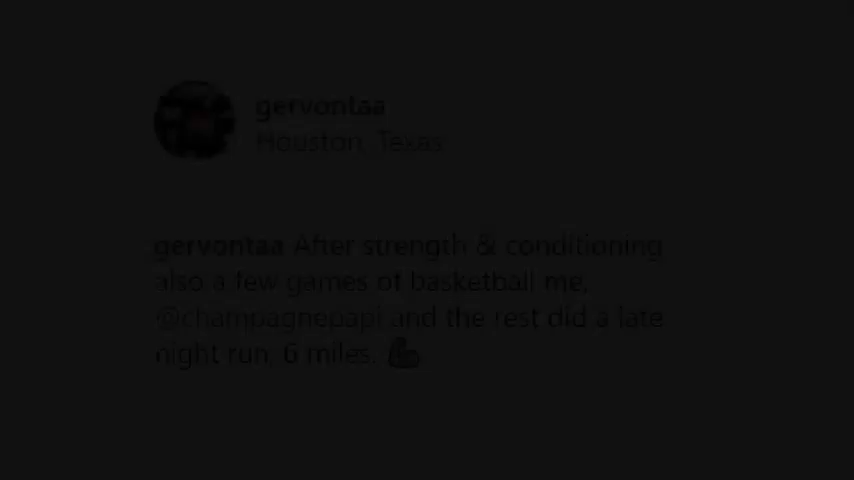 gervontaa
Houston, Texas
gervontaa After strength & conditioning
also a few games of basketball me,
@champagnepapi and the rest did a late
night run, 6 miles. 💪